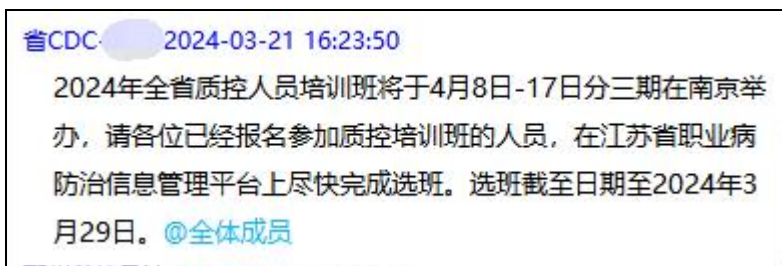 省CDC- 2024-03-21 16:23:50
2024年全省质控人员培训班将于4月8日-17日分三期在南京举
办，请各位已经报名参加质控培训班的人员，在江苏省职业病
防治信息管理平台上尽快完成选班。选班截至日期至2024年3
月29日。@全体成员